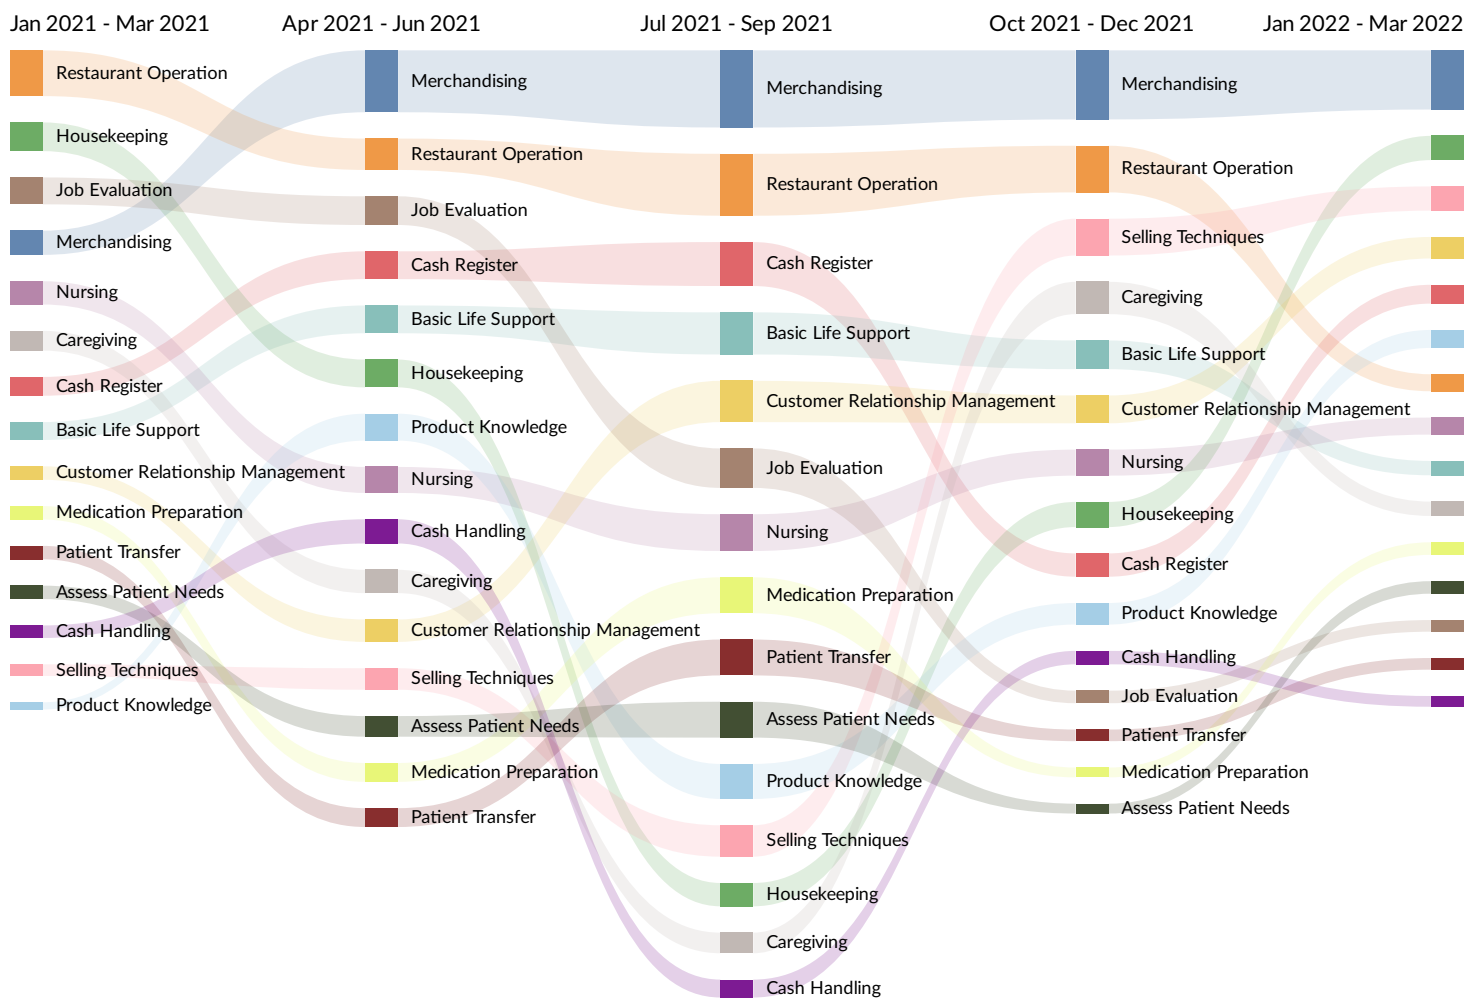 Jan 2021 - Mar 2021
Apr 2021 - Jun 2021
Jul 2021 - Sep 2021
Oct 2021 - Dec 2021
Jan 2022 - Mar 2022
Restaurant Operation
Housekeeping
Job Evaluation
Merchandising
Nursing
Caregiving
Cash Register
Basic Life Support
Customer Relationship Management
Medication Preparation
Patient Transfer
Assess Patient Needs
Cash Handling
Selling Techniques
Product Knowledge
Merchandising
Restaurant Operation
Job Evaluation
Cash Register
Basic Life Support
Housekeeping
Product Knowledge
Nursing
Cash Handling
Caregiving
Customer Relationship Management
Selling Techniques
Assess Patient Needs
Medication Preparation
Patient Transfer
Merchandising
Restaurant Operation
Cash Register
Basic Life Support
Customer Relationship Management
Job Evaluation
Nursing
Medication Preparation
Patient Transfer
Assess Patient Needs
Product Knowledge
Selling Techniques
Housekeeping
Caregiving
Cash Handling
Merchandising
Restaurant Operation
Selling Techniques
Caregiving
Basic Life Support
Customer Relationship Management
Nursing
Housekeeping
Cash Register
Product Knowledge
Cash Handling
Job Evaluation
Patient Transfer
Medication Preparation
Assess Patient Needs